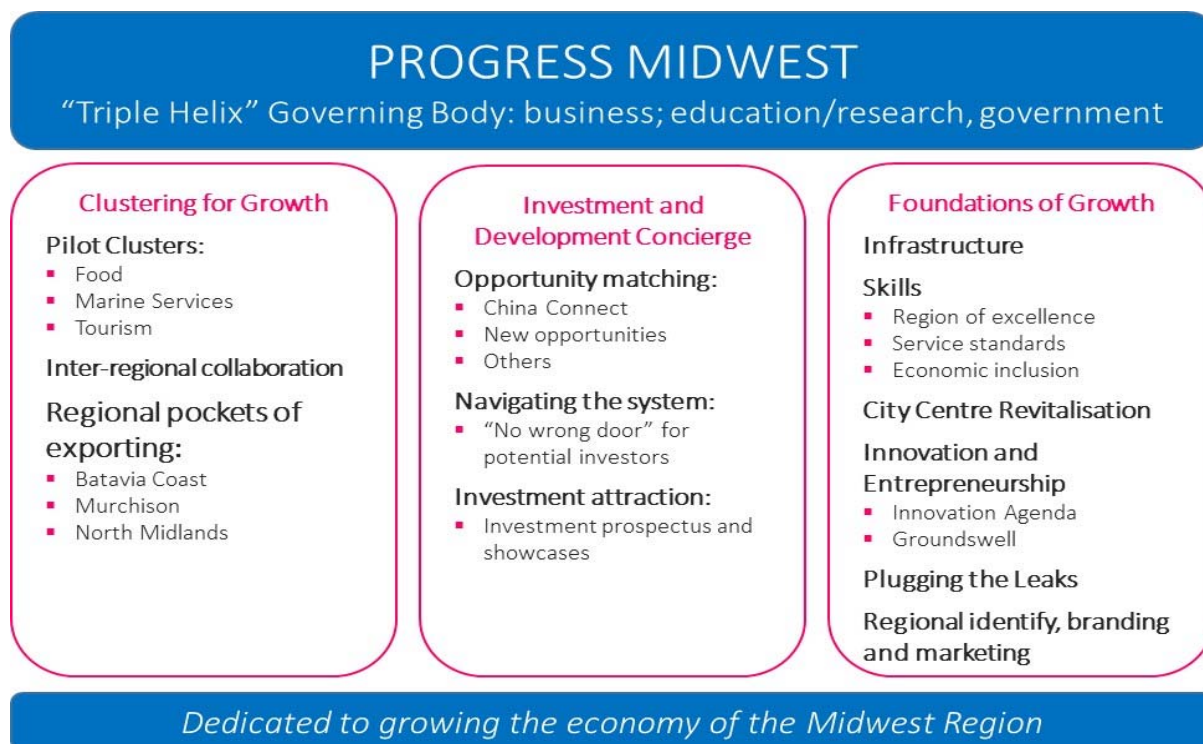 PROGRESS MIDWEST
“Triple Helix” Governing Body: business; education/research, government
Clustering for Growth
Pilot Clusters:
▪ Food
▪ Marine Services
▪ Tourism
Inter-regional collaboration
Regional pockets of
exporting:
▪ Batavia Coast
▪ Murchison
▪ North Midlands
Investment and
Development Concierge
Opportunity matching:
▪ China Connect
▪ New opportunities
▪ Others
Navigating the system:
▪ “No wrong door” for
potential investors
Investment attraction:
▪ Investment prospectus and
showcases
Foundations of Growth
Infrastructure
Skills
▪ Region of excellence
▪ Service standards
▪ Economic inclusion
City Centre Revitalisation
Innovation and
Entrepreneurship
▪ Innovation Agenda
▪ Groundswell
Plugging the Leaks
Regional identify, branding
and marketing
Dedicated to growing the economy of the Midwest Region